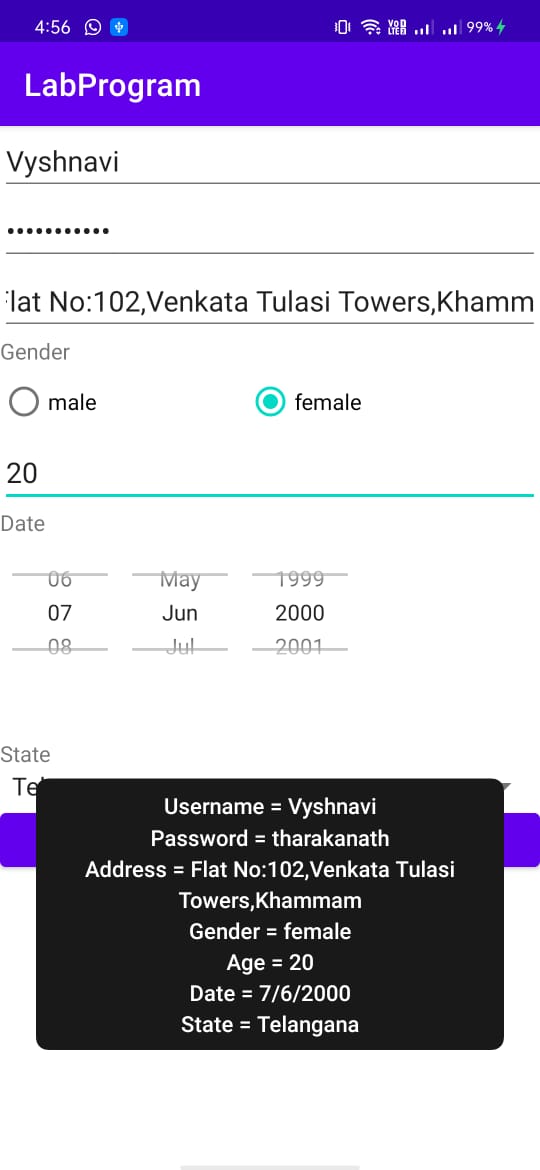 4:56 VoD LTE1 99%
LabProgram
Vyshnavi
•••••••••••
lat No:102,Venkata Tulasi Towers,Khamm
Gender
male female
20
Date
06 May 1999
07 Jun 2000
08 Jul 2001
State
Te
Username = Vyshnavi
Password = tharakanath
Address = Flat No:102,Venkata Tulasi
Towers,Khammam
Gender = female
Age = 20
Date = 7/6/2000
State = Telangana